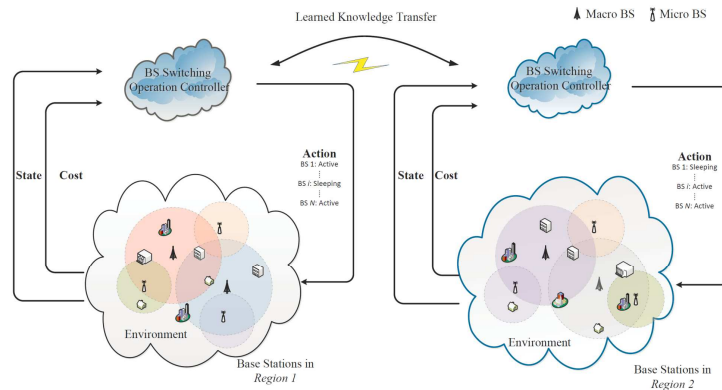 Learned Knowledge Transfer
Macro BS
Micro BS
BS Switching
Operation Controller
State
Cost
Action
BS 1: Active
BS i: Sleeping
BS N: Active
Environment
Base Stations in
Region 1
BS Switching
Operation Controller
State
Cost
Action
BS 1: Sleeping
BS i: Active
BS N: Active
Environment
Base Stations in
Region 2